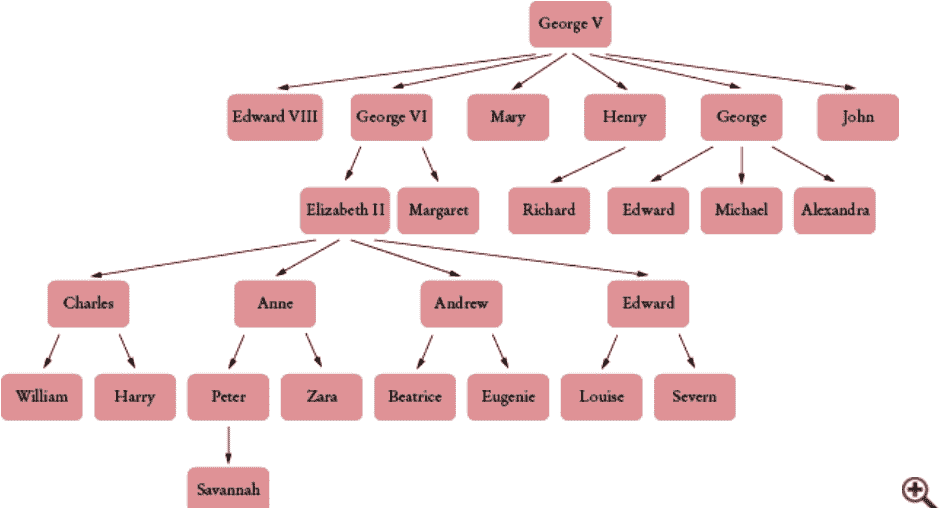 George V
Edward VIII
George VI
Mary
Henry
George
John
Elizabeth II
Margaret
Richard
Edward
Michael
Alexandra
Charles
Anne
Andrew
Edward
William
Harry
Peter
Zara
Beatrice
Eugenie
Louise
Severn
Savannah